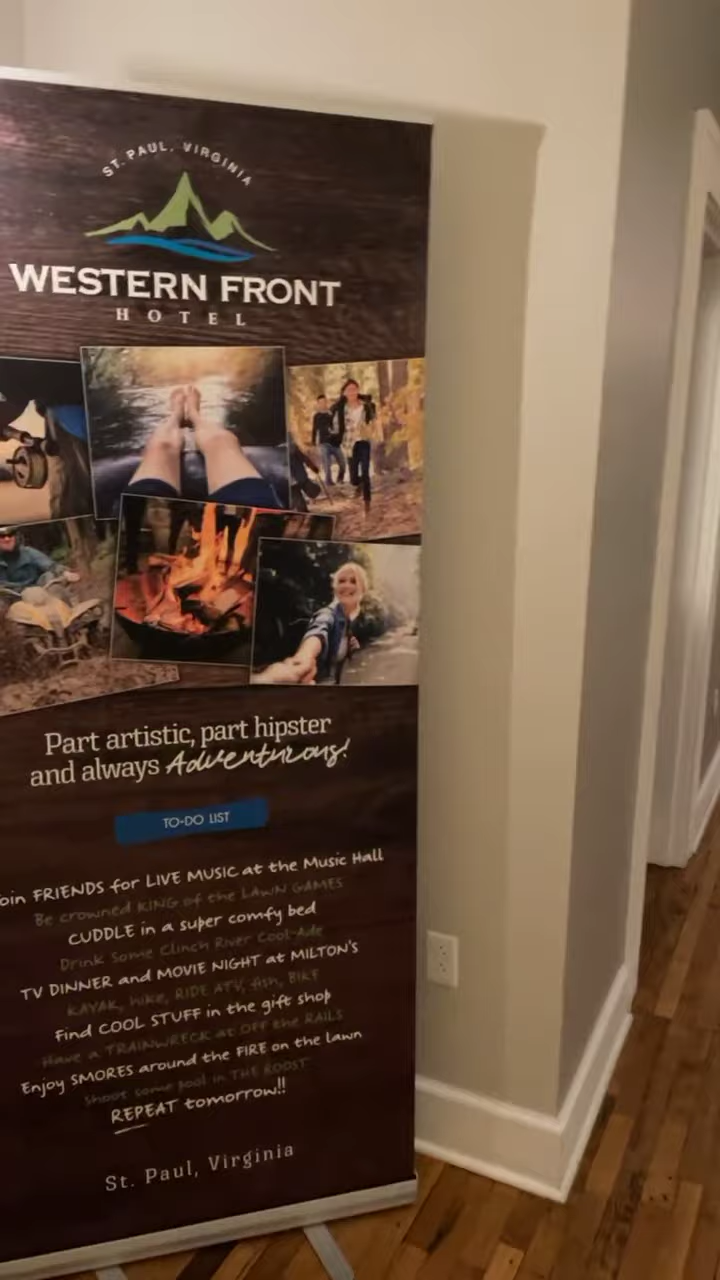 ST. PAUL, VIRGINIA
WESTERN FRONT
HOTEL
Part artistic, part hipster
and always Adventurous!
TO-DO LIST
oin FRIENDS for LIVE MUSIC at the Music Hall
Be crowned KING of the LAWN GAMES
CUDDLE in a super comfy bed
Drink Some Clinch River Cool-Ade
TV DINNER and MOVIE NIGHT at MILTON'S
KAYAK, hike, RIDE ATV, fish, BIKE
Find COOL STUFF in the gift shop
Have a TRAINWRECK at OFF the RAILS
Enjoy SMORES around the FIRE on the lawn
shoot some pool in THE ROOST
REPEAT tomorrow!!
St. Paul, Virginia